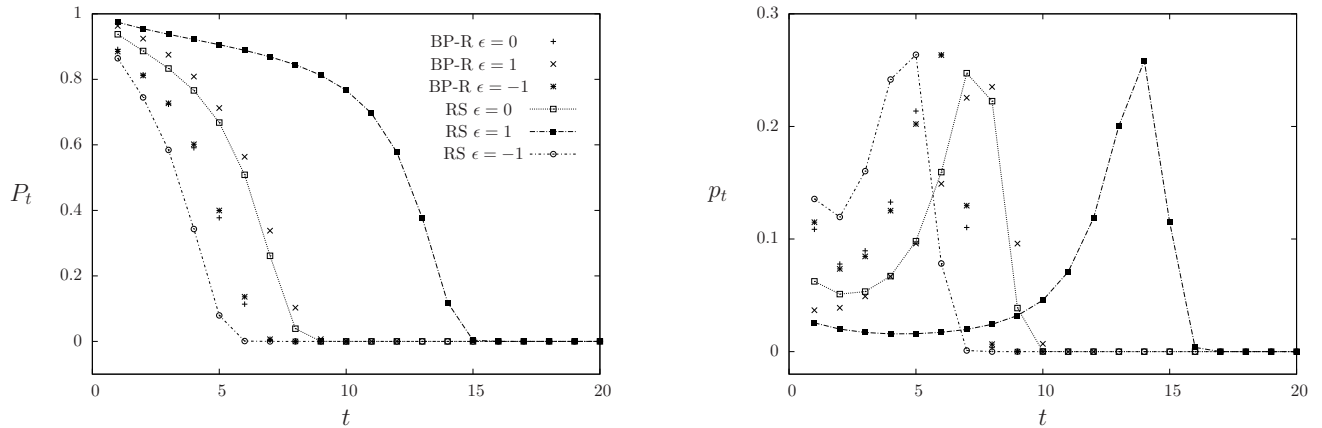 1
0.8
0.6
0.4
0.2
0
P_t
0 5 10 15 20
t
BP-R ϵ = 0
BP-R ϵ = 1
BP-R ϵ = −1
RS ϵ = 0
RS ϵ = 1
RS ϵ = −1
0.3
0.2
0.1
0
p_t
0 5 10 15 20
t